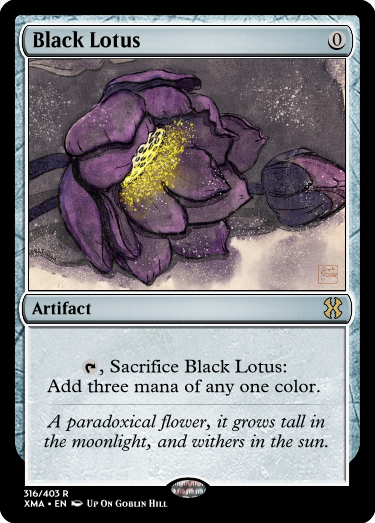 Black Lotus
0
Artifact
, Sacrifice Black Lotus:
Add three mana of any one color.
A paradoxical flower, it grows tall in
the moonlight, and withers in the sun.
316/403 R
XMA • EN Up On Goblin Hill